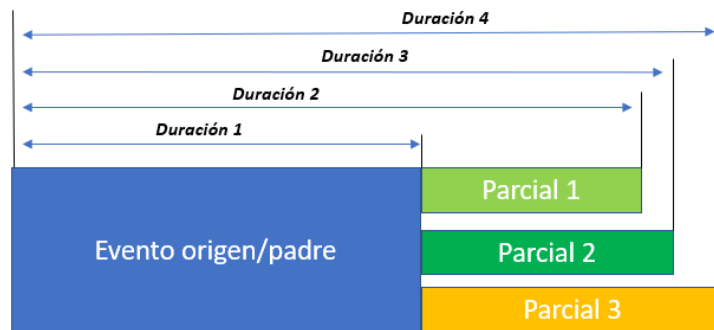 Duración 4
Duración 3
Duración 2
Duración 1
Parcial 1
Evento origen/padre
Parcial 2
Parcial 3